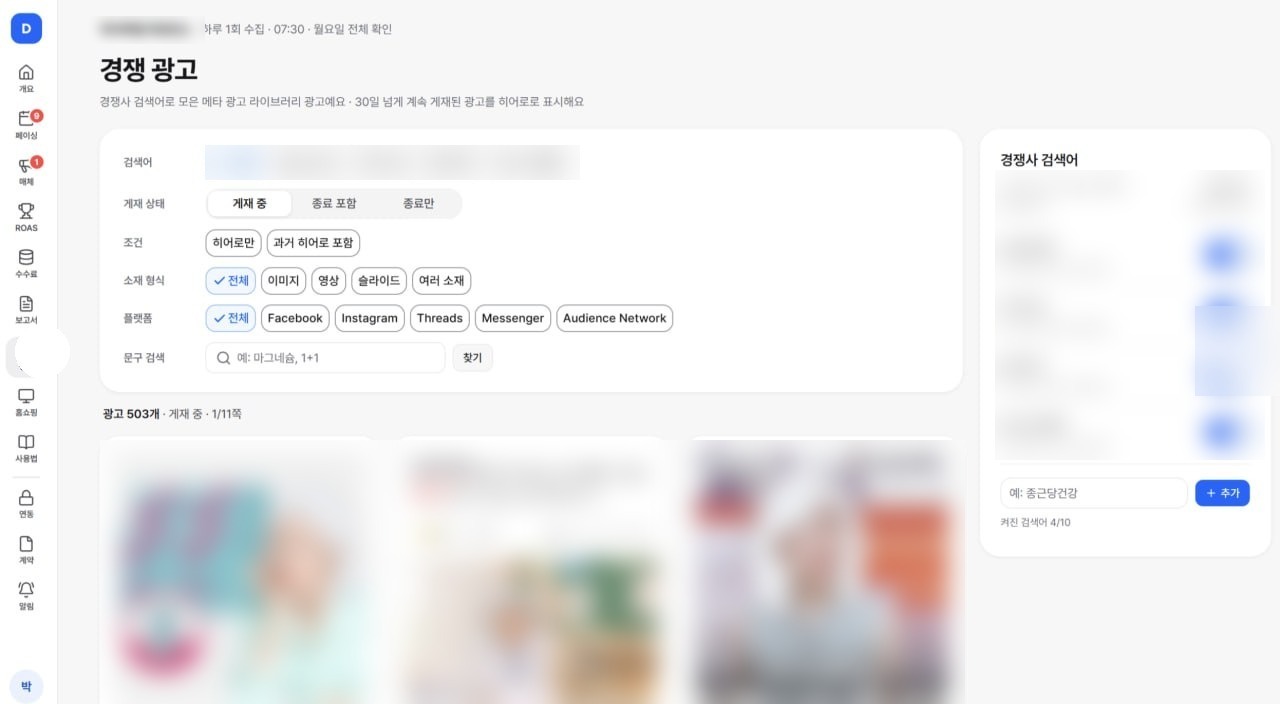 D
하루 1회 수집 · 07:30 · 월요일 전체 확인
경쟁 광고
경쟁사 검색어로 모은 메타 광고 라이브러리 광고예요 · 30일 넘게 계속 게재된 광고를 히어로로 표시해요
개요
9
페이싱
1
매체
ROAS
수수료
보고서
홈쇼핑
사용법
연동
계약
알림
박
검색어
게재 상태 게재 중 종료 포함 종료만
조건 히어로만 과거 히어로 포함
소재 형식 전체 이미지 영상 슬라이드 여러 소재
플랫폼 전체 Facebook Instagram Threads Messenger Audience Network
문구 검색 예: 마그네슘, 1+1 찾기
광고 503개 · 게재 중 · 1/11쪽
경쟁사 검색어
예: 종근당건강 + 추가
켜진 검색어 4/10